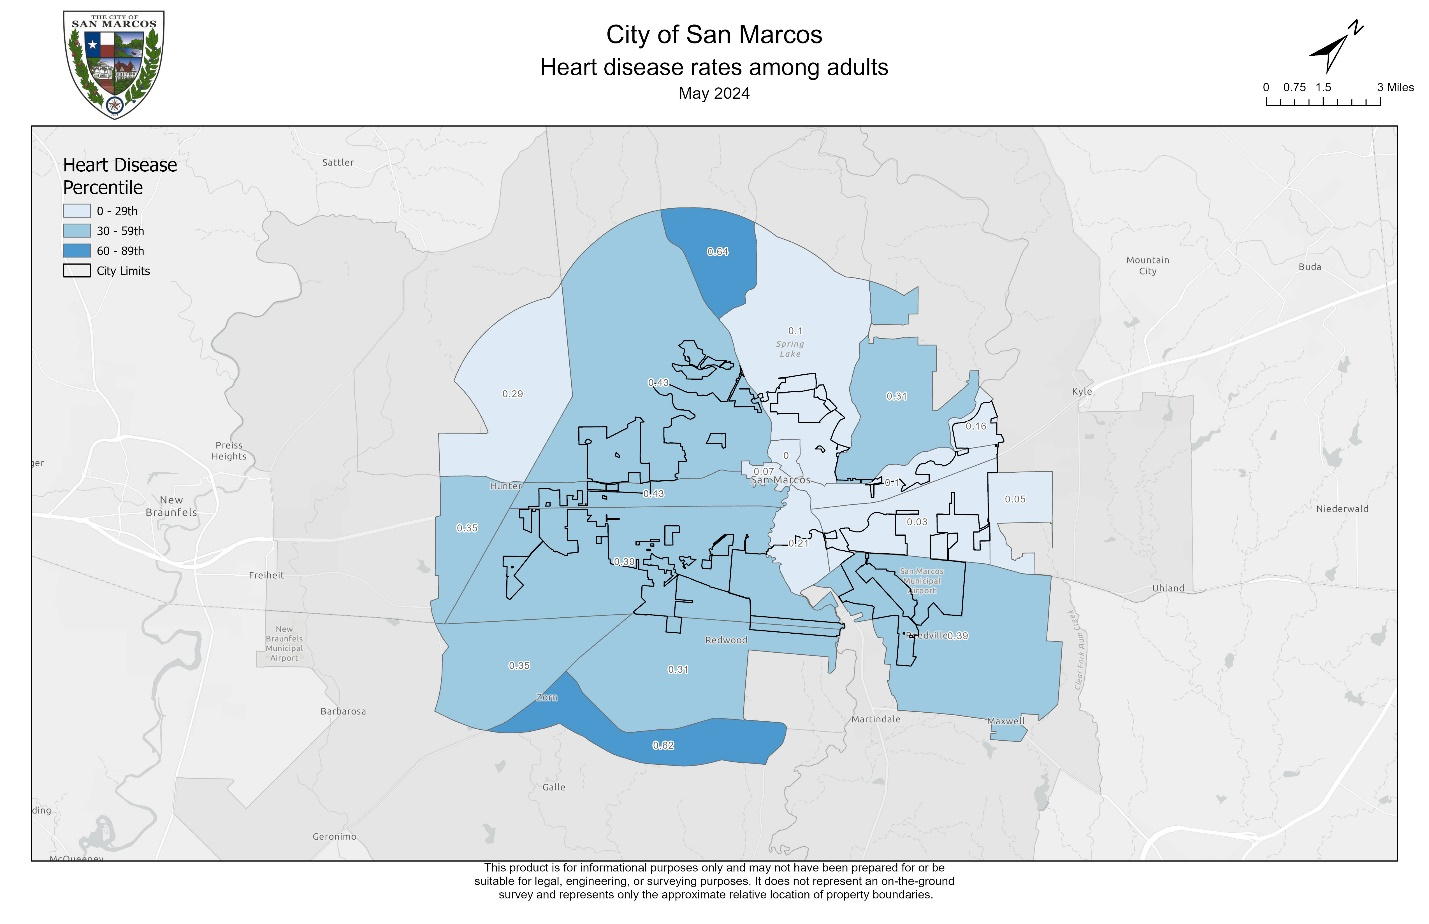 THE CITY OF
SAN MARCOS
City of San Marcos
Heart disease rates among adults
May 2024
N
0 0.75 1.5 3 Miles
Heart Disease
Percentile
0 - 29th
30 - 59th
60 - 89th
City Limits
Sattler
0.64
Mountain
City
Buda
0.1
Spring
Lake
0.43
0.29
0.31
Kyle
0.16
Preiss
Heights
ger
0
0.07
San Marcos
Hunter
0.43
0.1
0.05
New
Braunfels
Niederwald
0.35
0.03
0.21
0.39
Freiheit
San Marcos
Municipal
Airport
Uhland
New
Braunfels
Municipal
Airport
Redwood
Reedville
0.39
Clear Fork Plum Creek
0.35
0.31
Zorn
Barbarosa
Martindale
Maxwell
0.62
Galle
ding
Geronimo
McQueeney
This product is for informational purposes only and may not have been prepared for or be
suitable for legal, engineering, or surveying purposes. It does not represent an on-the-ground
survey and represents only the approximate relative location of property boundaries.